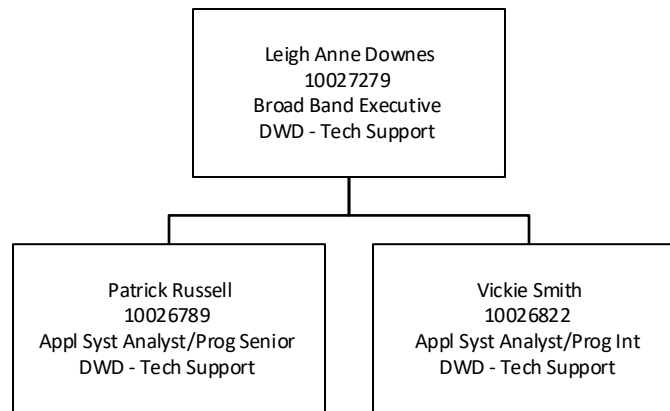 Leigh Anne Downes
10027279
Broad Band Executive
DWD - Tech Support
Patrick Russell
10026789
Appl Syst Analyst/Prog Senior
DWD - Tech Support
Vickie Smith
10026822
Appl Syst Analyst/Prog Int
DWD - Tech Support